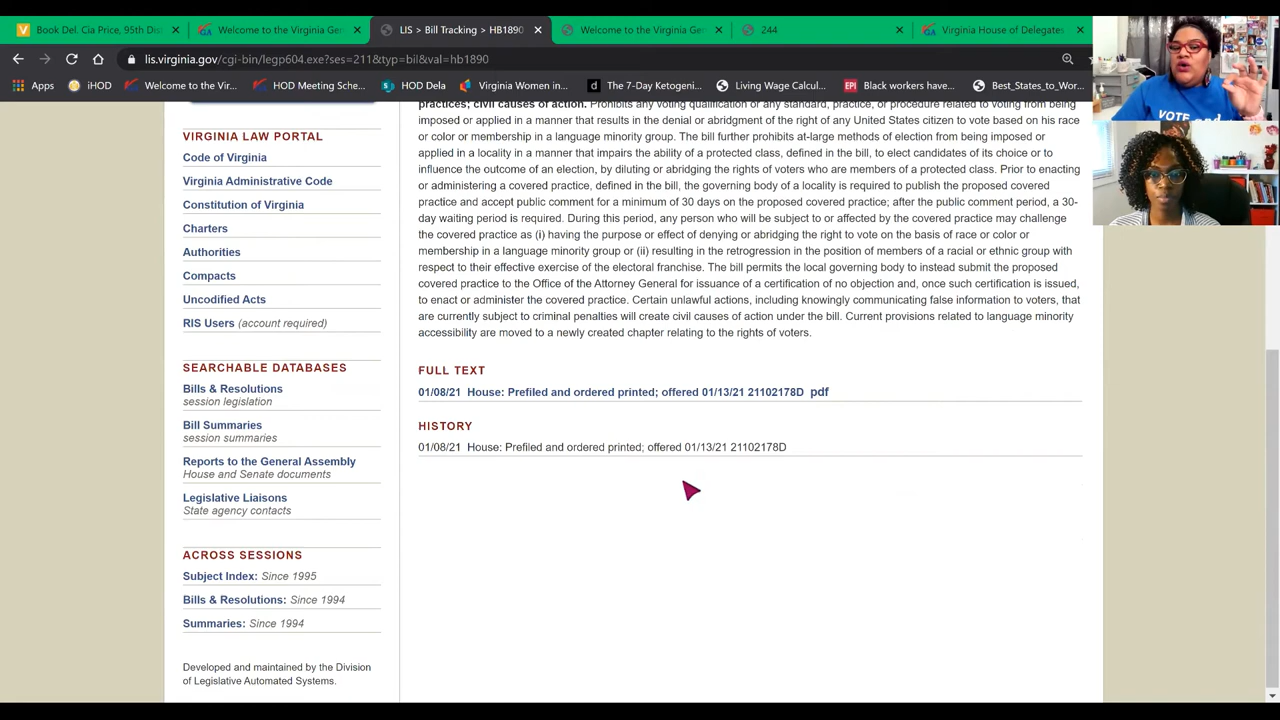 Book Del. Cia Price, 95th Dist
Welcome to the Virginia Gen
LIS > Bill Tracking > HB1890
Welcome to the Virginia Gen
244
Virginia House of Delegates
lis.virginia.gov/cgi-bin/legp604.exe?ses=211&typ=bil&val=hb1890
Apps
iHOD
Welcome to the Vir...
HOD Meeting Sche...
HOD Dela
Virginia Women in...
The 7-Day Ketogeni...
Living Wage Calcul...
Black workers have...
Best_States_to_Wor...
VOTE and
practices; civil causes of action. Prohibits any voting qualification or any standard, practice, or procedure related to voting from being
imposed or applied in a manner that results in the denial or abridgment of the right of any United States citizen to vote based on his race
or color or membership in a language minority group. The bill further prohibits at-large methods of election from being imposed or
applied in a locality in a manner that impairs the ability of a protected class, defined in the bill, to elect candidates of its choice or to
influence the outcome of an election, by diluting or abridging the rights of voters who are members of a protected class. Prior to enacting
or administering a covered practice, defined in the bill, the governing body of a locality is required to publish the proposed covered
practice and accept public comment for a minimum of 30 days on the proposed covered practice; after the public comment period, a 30-
day waiting period is required. During this period, any person who will be subject to or affected by the covered practice may challenge
the covered practice as (i) having the purpose or effect of denying or abridging the right to vote on the basis of race or color or
membership in a language minority group or (ii) resulting in the retrogression in the position of members of a racial or ethnic group with
respect to their effective exercise of the electoral franchise. The bill permits the local governing body to instead submit the proposed
covered practice to the Office of the Attorney General for issuance of a certification of no objection and, once such certification is issued,
to enact or administer the covered practice. Certain unlawful actions, including knowingly communicating false information to voters, that
are currently subject to criminal penalties will create civil causes of action under the bill. Current provisions related to language minority
accessibility are moved to a newly created chapter relating to the rights of voters.
FULL TEXT
01/08/21 House: Prefiled and ordered printed; offered 01/13/21 21102178D pdf
HISTORY
01/08/21 House: Prefiled and ordered printed; offered 01/13/21 21102178D
VIRGINIA LAW PORTAL
Code of Virginia
Virginia Administrative Code
Constitution of Virginia
Charters
Authorities
Compacts
Uncodified Acts
RIS Users (account required)
SEARCHABLE DATABASES
Bills & Resolutions
session legislation
Bill Summaries
session summaries
Reports to the General Assembly
House and Senate documents
Legislative Liaisons
State agency contacts
ACROSS SESSIONS
Subject Index: Since 1995
Bills & Resolutions: Since 1994
Summaries: Since 1994
Developed and maintained by the Division
of Legislative Automated Systems.